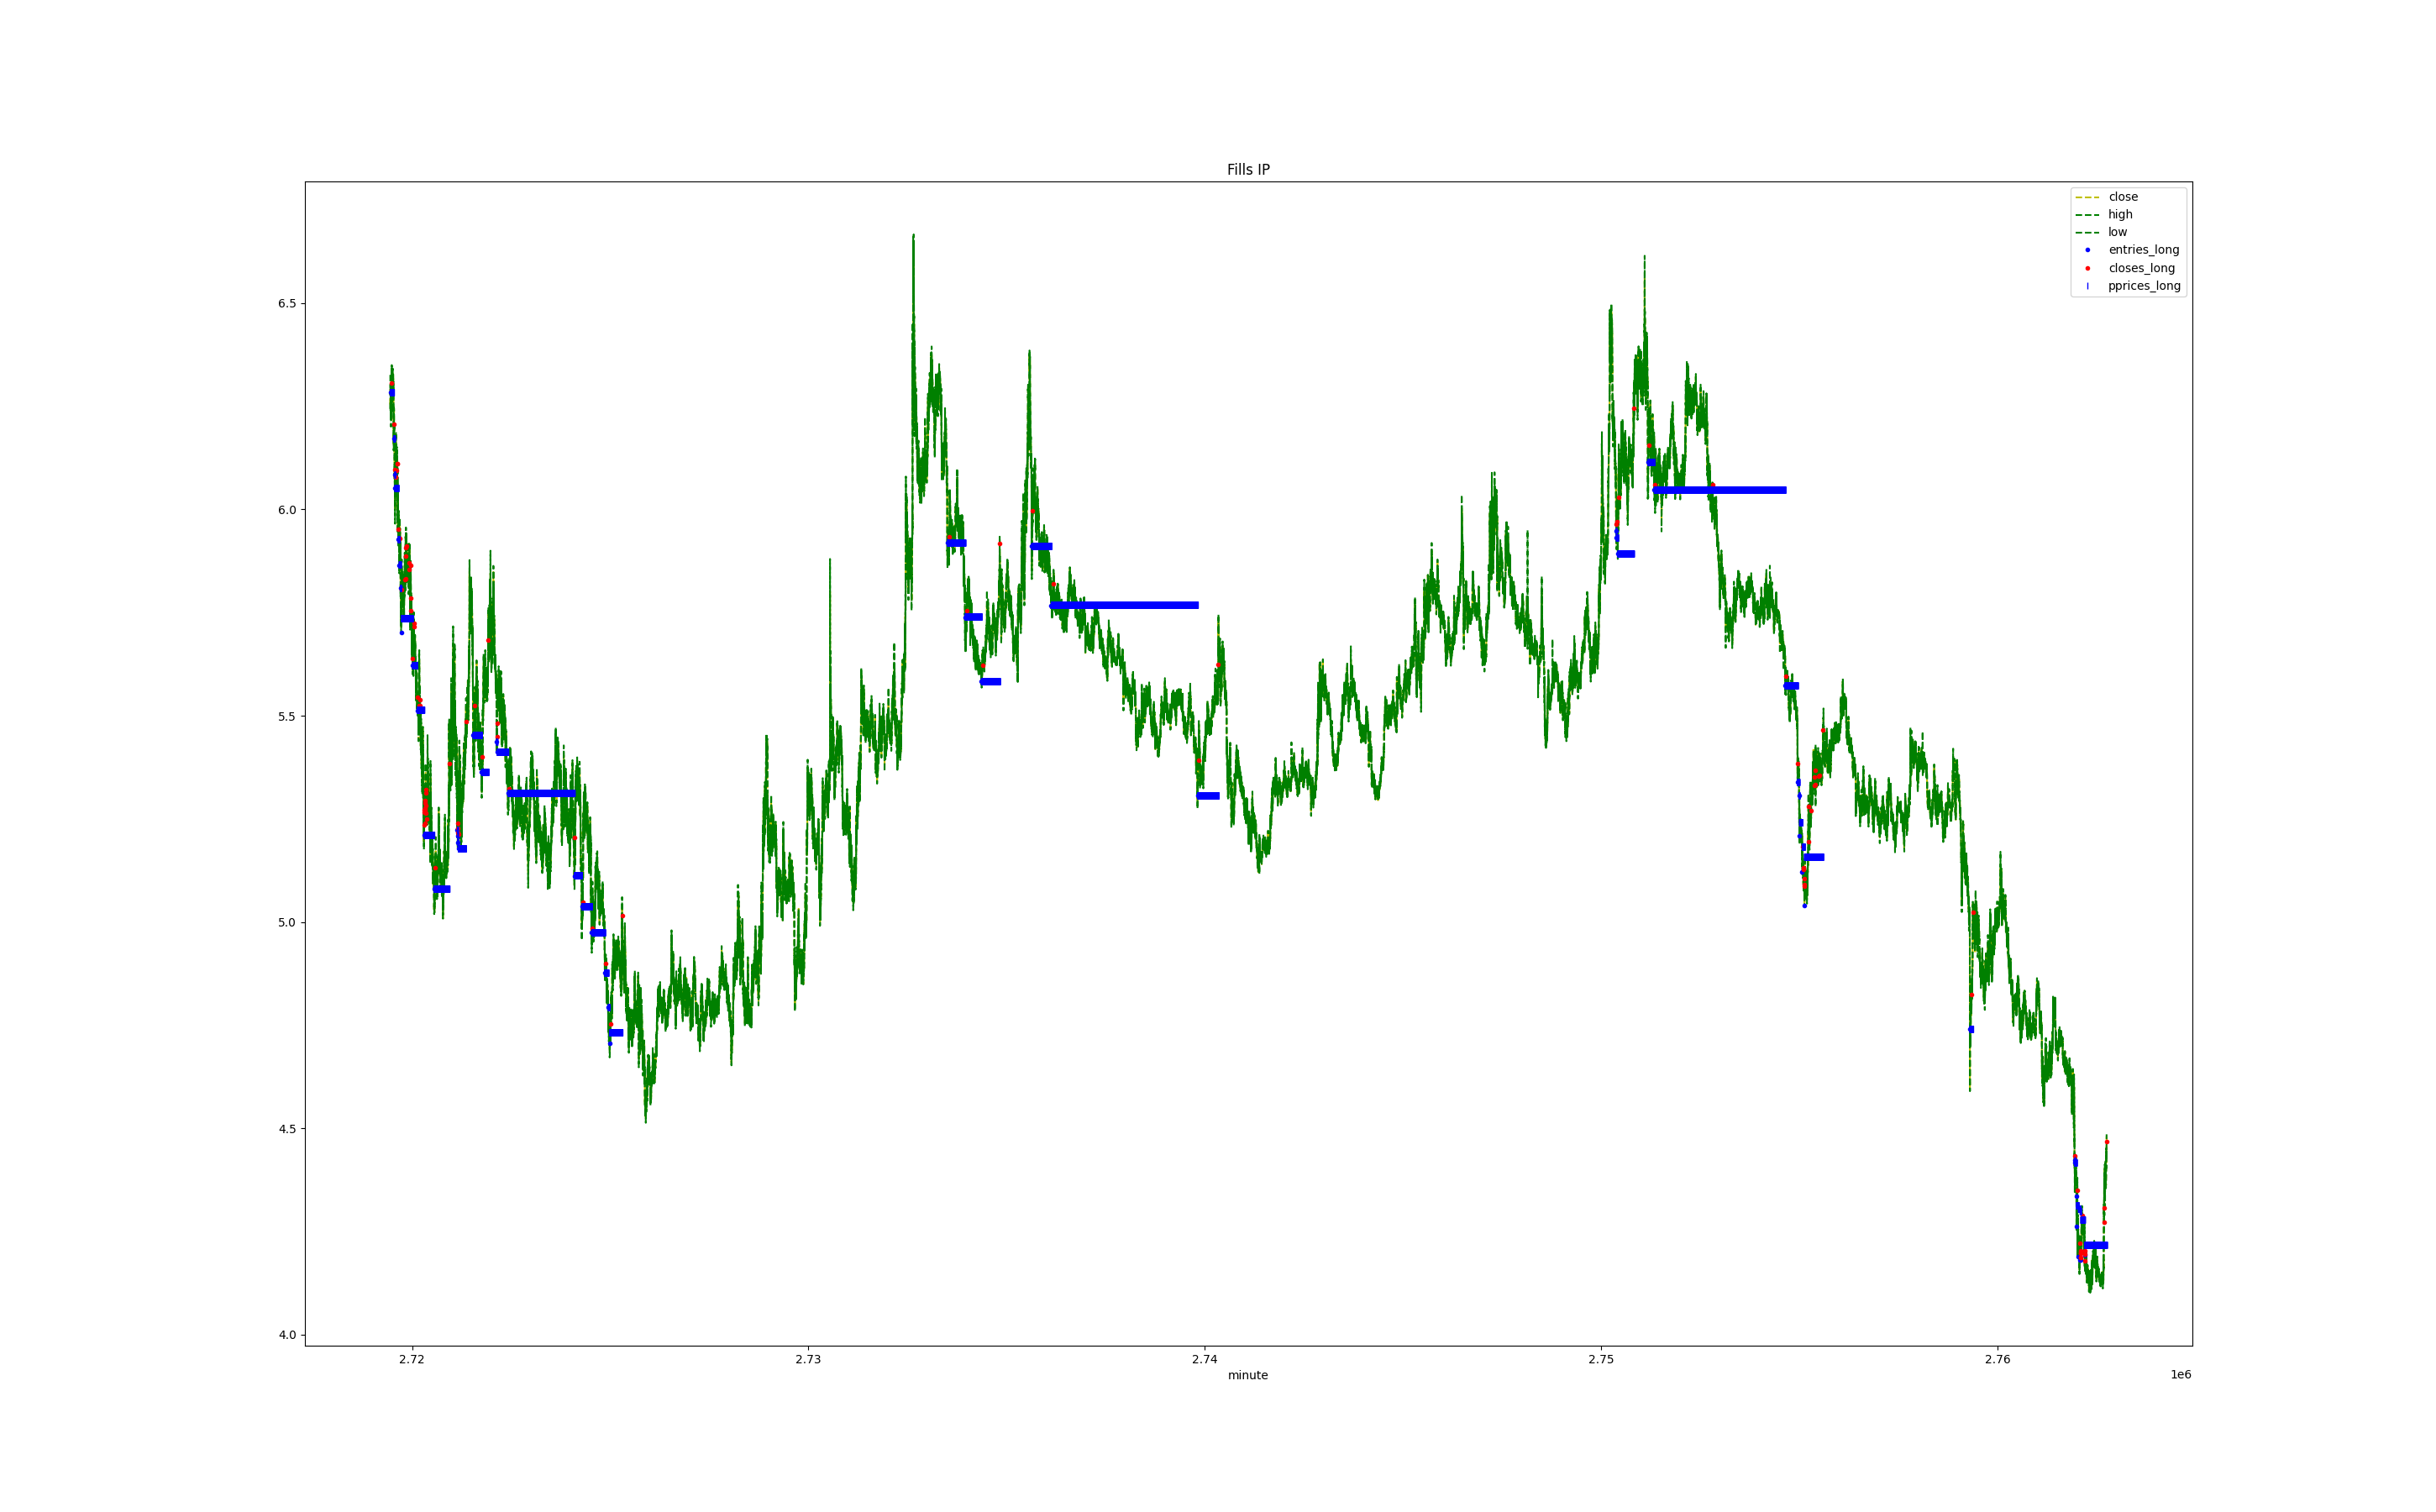 Fills IP
close
high
low
entries_long
closes_long
pprices_long
6.5
6.0
5.5
5.0
4.5
4.0
2.72
2.73
2.74
2.75
2.76
minute
1e6